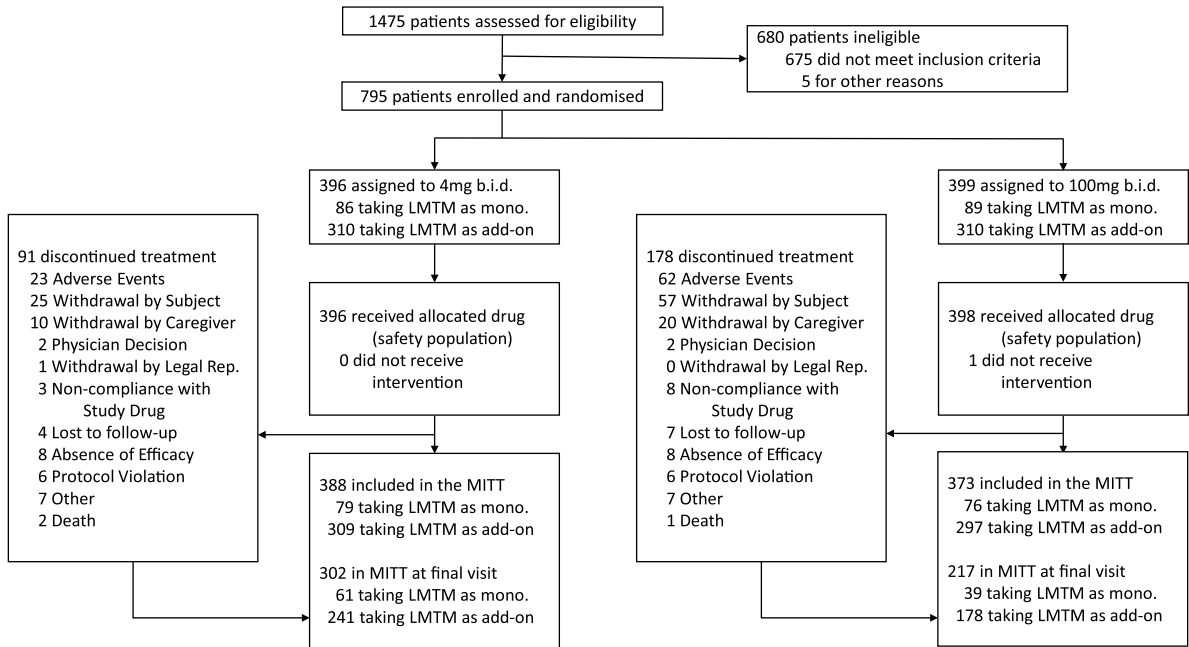 1475 patients assessed for eligibility
680 patients ineligible
675 did not meet inclusion criteria
5 for other reasons
795 patients enrolled and randomised
396 assigned to 4mg b.i.d.
86 taking LMTM as mono.
310 taking LMTM as add-on
399 assigned to 100mg b.i.d.
89 taking LMTM as mono.
310 taking LMTM as add-on
91 discontinued treatment
23 Adverse Events
25 Withdrawal by Subject
10 Withdrawal by Caregiver
2 Physician Decision
1 Withdrawal by Legal Rep.
3 Non-compliance with
Study Drug
4 Lost to follow-up
8 Absence of Efficacy
6 Protocol Violation
7 Other
2 Death
396 received allocated drug
(safety population)
0 did not receive
intervention
178 discontinued treatment
62 Adverse Events
57 Withdrawal by Subject
20 Withdrawal by Caregiver
2 Physician Decision
0 Withdrawal by Legal Rep.
8 Non-compliance with
Study Drug
7 Lost to follow-up
8 Absence of Efficacy
6 Protocol Violation
7 Other
1 Death
398 received allocated drug
(safety population)
1 did not receive
intervention
388 included in the MITT
79 taking LMTM as mono.
309 taking LMTM as add-on
302 in MITT at final visit
61 taking LMTM as mono.
241 taking LMTM as add-on
373 included in the MITT
76 taking LMTM as mono.
297 taking LMTM as add-on
217 in MITT at final visit
39 taking LMTM as mono.
178 taking LMTM as add-on